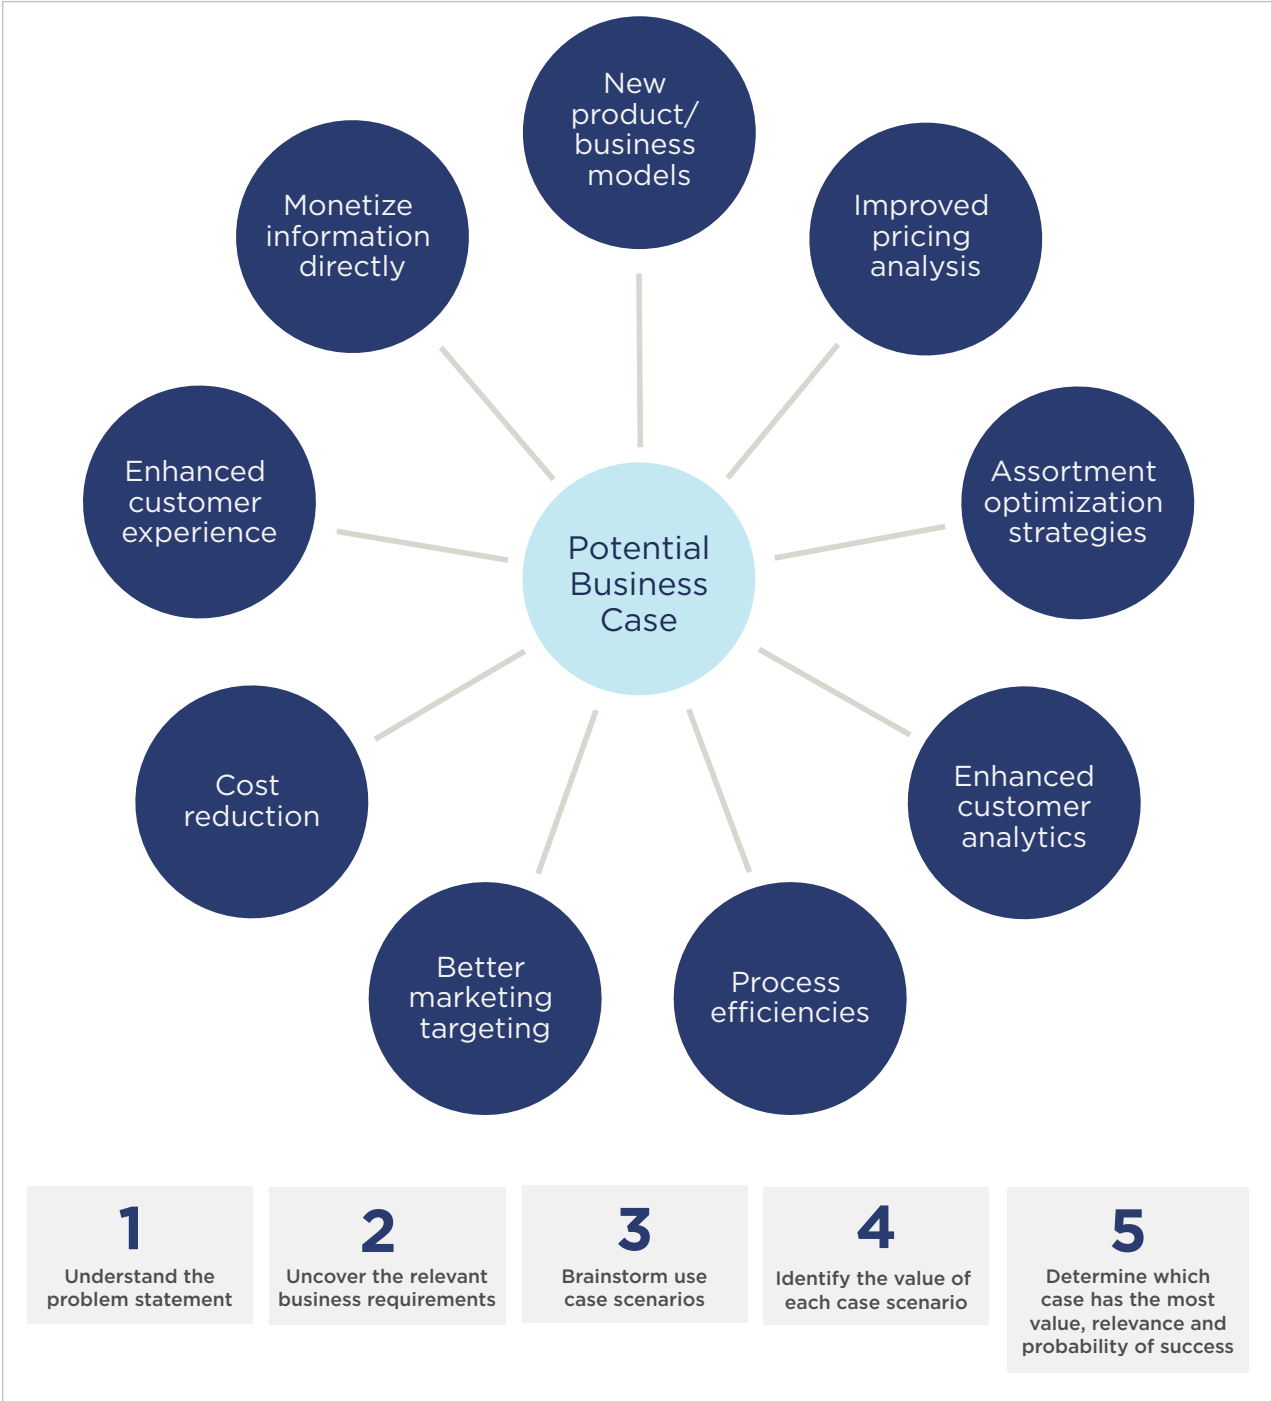 New
product/
business
models
Improved
pricing
analysis
Assortment
optimization
strategies
Enhanced
customer
analytics
Process
efficiencies
Better
marketing
targeting
Cost
reduction
Enhanced
customer
experience
Monetize
information
directly
Potential
Business
Case
1
Understand the
problem statement
2
Uncover the relevant
business requirements
3
Brainstorm use
case scenarios
4
Identify the value of
each case scenario
5
Determine which
case has the most
value, relevance and
probability of success